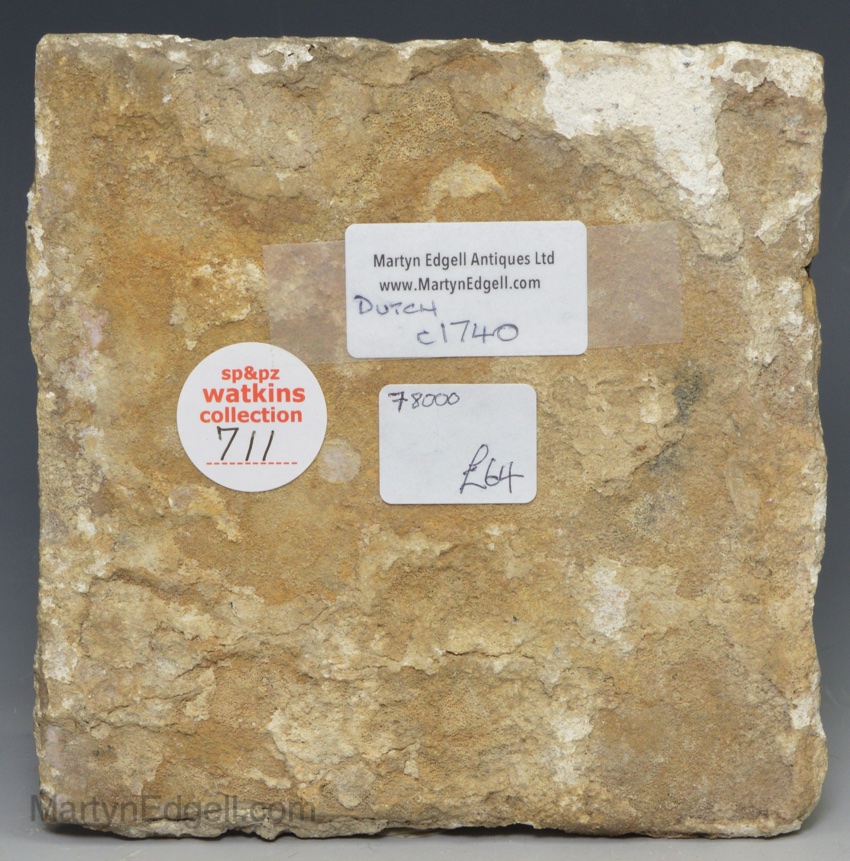 Martyn Edgell Antiques Ltd
www.MartynEdgell.com
DUTCH
c1740
sp&pz
watkins
collection
711
78000
£64
MartynEdgell.com